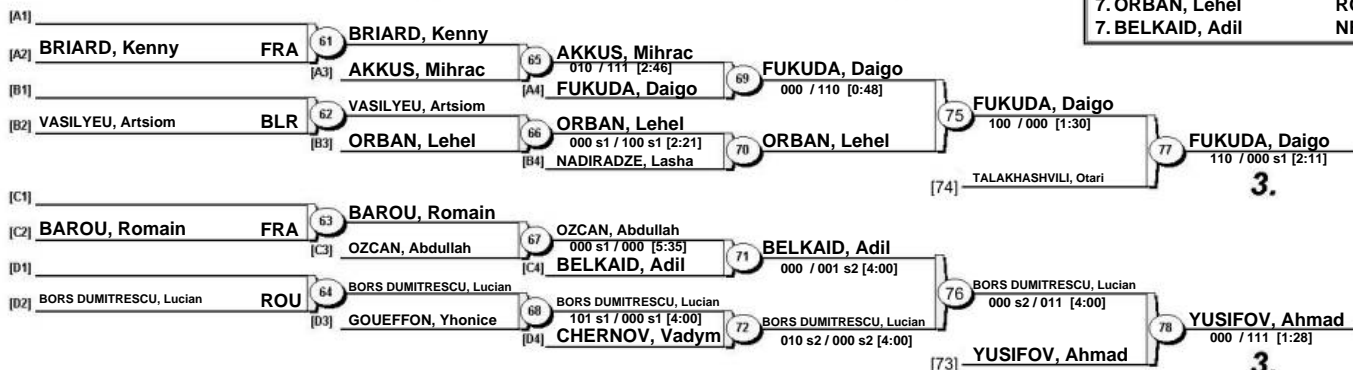 7. ORBAN, Lehel
7. BELKAID, Adil
[A1]
[A2] BRIARD, Kenny FRA
61
BRIARD, Kenny
[A3] AKKUS, Mihrac
65
AKKUS, Mihrac
010 / 111 [2:46]
[A4] FUKUDA, Daigo
69
FUKUDA, Daigo
000 / 110 [0:48]
[B1]
[B2] VASILYEU, Artsiom BLR
62
VASILYEU, Artsiom
[B3] ORBAN, Lehel
66
ORBAN, Lehel
000 s1 / 100 s1 [2:21]
[B4] NADIRADZE, Lasha
70
ORBAN, Lehel
75
FUKUDA, Daigo
100 / 000 [1:30]
[74] TALAKHASHVILI, Otari
77
FUKUDA, Daigo
110 / 000 s1 [2:11]
3.
[C1]
[C2] BAROU, Romain FRA
63
BAROU, Romain
[C3] OZCAN, Abdullah
67
OZCAN, Abdullah
000 s1 / 000 [5:35]
[C4] BELKAID, Adil
71
BELKAID, Adil
000 / 001 s2 [4:00]
[D1]
[D2] BORS DUMITRESCU, Lucian ROU
64
BORS DUMITRESCU, Lucian
[D3] GOUEFFON, Yhonice
68
BORS DUMITRESCU, Lucian
101 s1 / 000 s1 [4:00]
[D4] CHERNOV, Vadym
72
BORS DUMITRESCU, Lucian
010 s2 / 000 s2 [4:00]
76
BORS DUMITRESCU, Lucian
000 s2 / 011 [4:00]
[73] YUSIFOV, Ahmad
78
YUSIFOV, Ahmad
000 / 111 [1:28]
3.